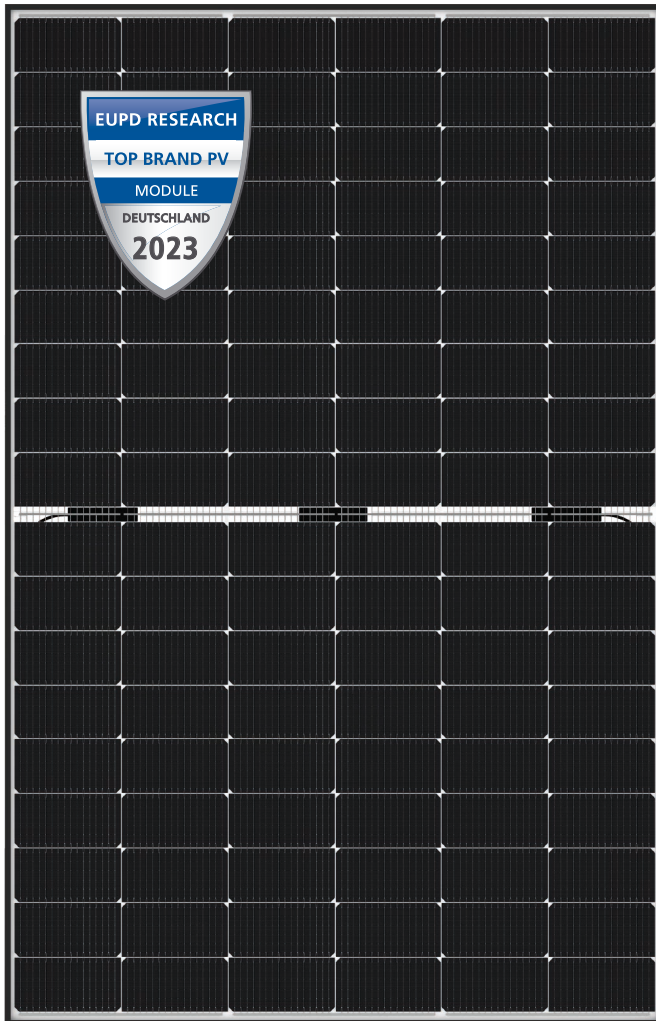 EUPD RESEARCH
TOP BRAND PV
MODULE
DEUTSCHLAND
2023